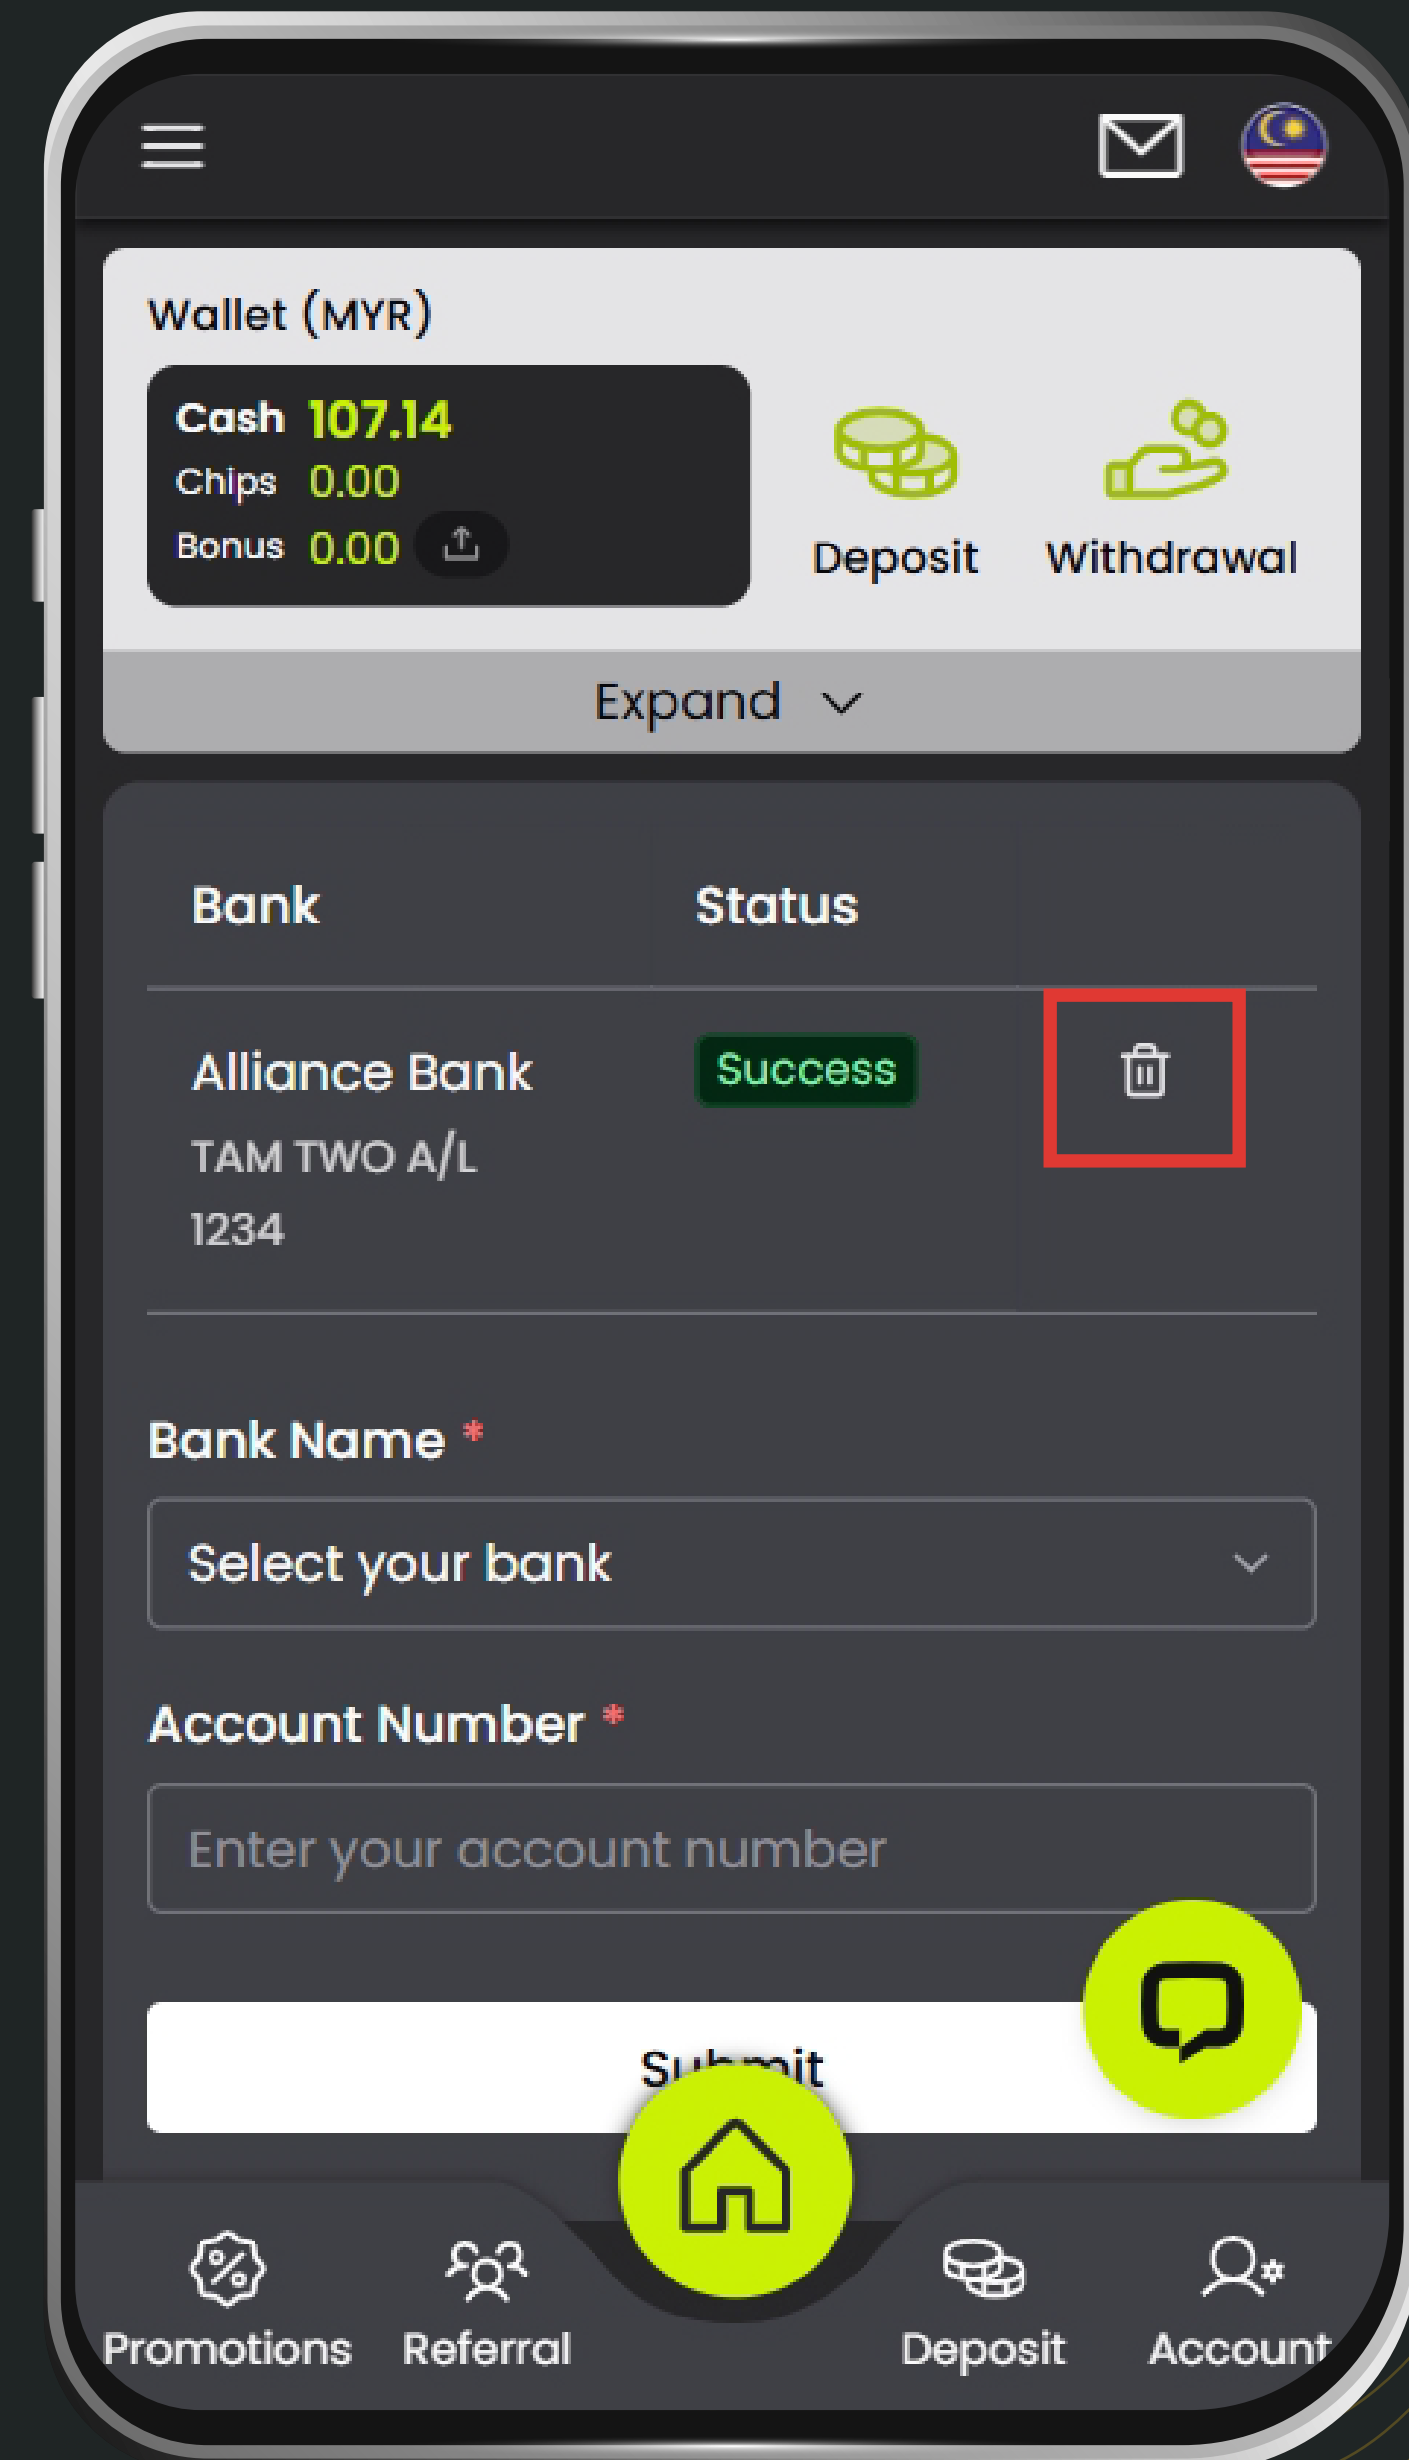 Wallet (MYR)
Cash 107.14
Chips 0.00
Bonus 0.00
Deposit
Withdrawal
Expand
Bank Status
Alliance Bank Success
TAM TWO A/L
1234
Bank Name *
Select your bank
Account Number *
Enter your account number
Submit
Promotions Referral Deposit Account